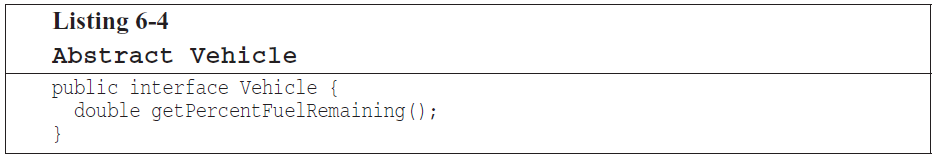 Listing 6-4
Abstract Vehicle
public interface Vehicle {
  double getPercentFuelRemaining();
}